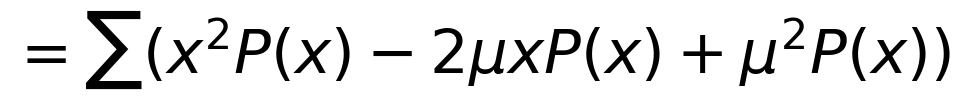 = ∑(x²P(x) − 2μxP(x) + μ²P(x))